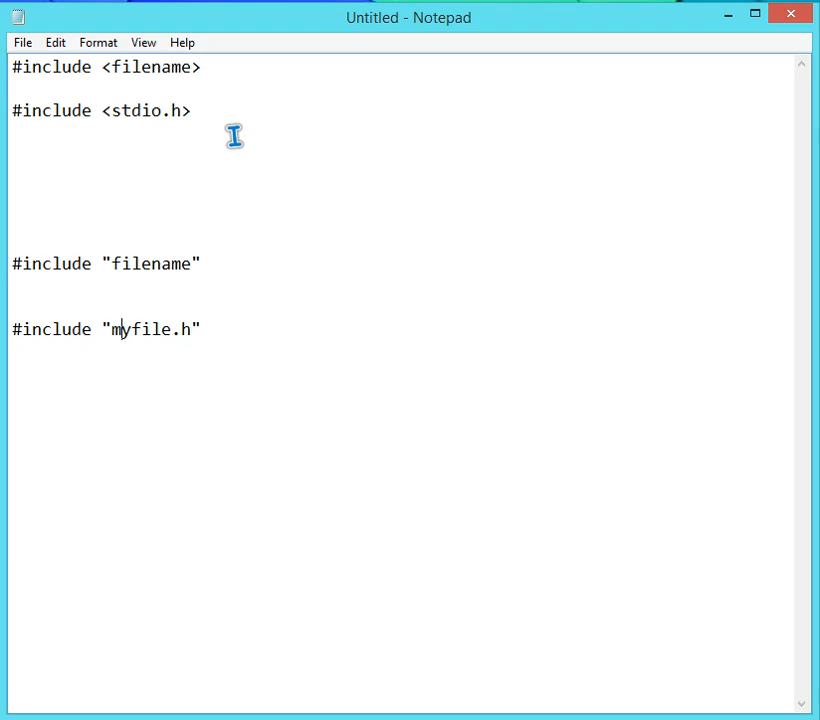 Untitled - Notepad
File Edit Format View Help
#include <filename>
#include <stdio.h>
#include "filename"
#include "myfile.h"